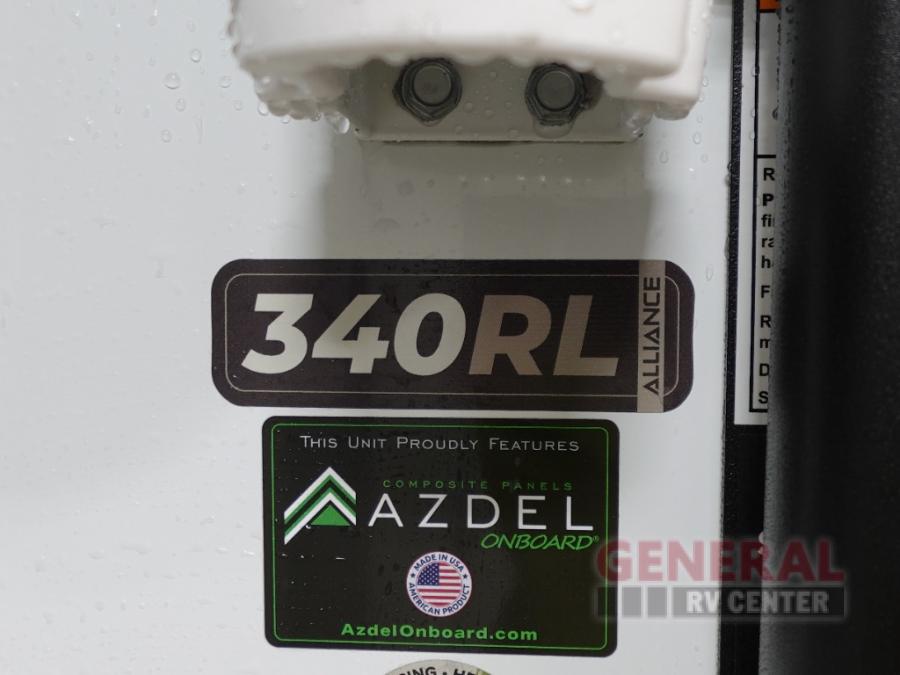 340RL
ALLIANCE
THIS UNIT PROUDLY FEATURES
COMPOSITE PANELS
AZDEL
ONBOARD®
MADE IN USA
AMERICAN PRODUCT
AzdelOnboard.com
GENERAL
RV CENTER